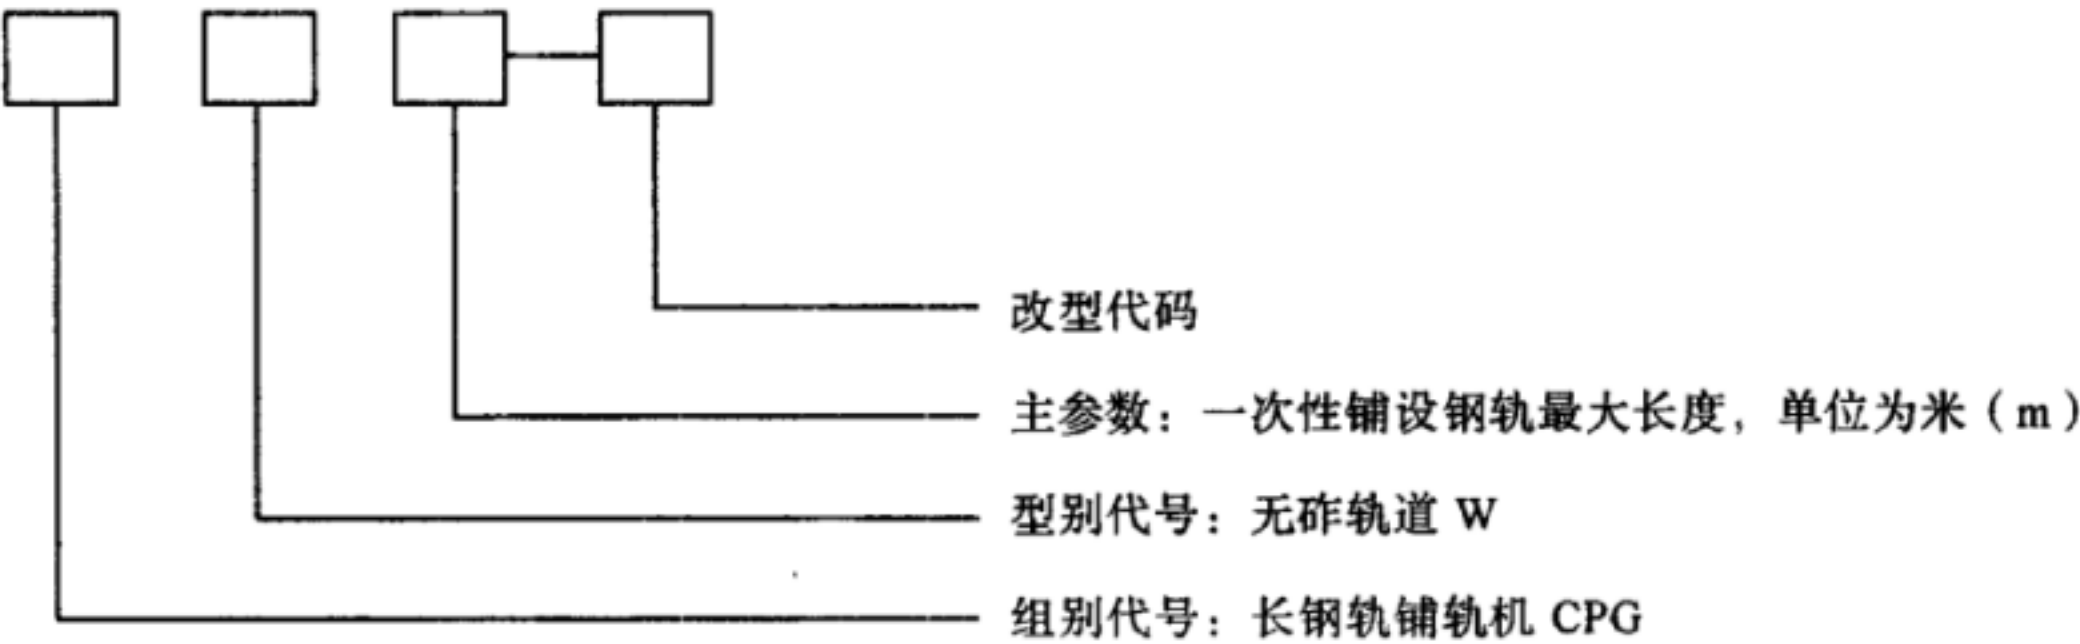 改型代码
主参数：一次性铺设钢轨最大长度，单位为米（m）
型别代号：无砟轨道 W
组别代号：长钢轨铺轨机 CPG